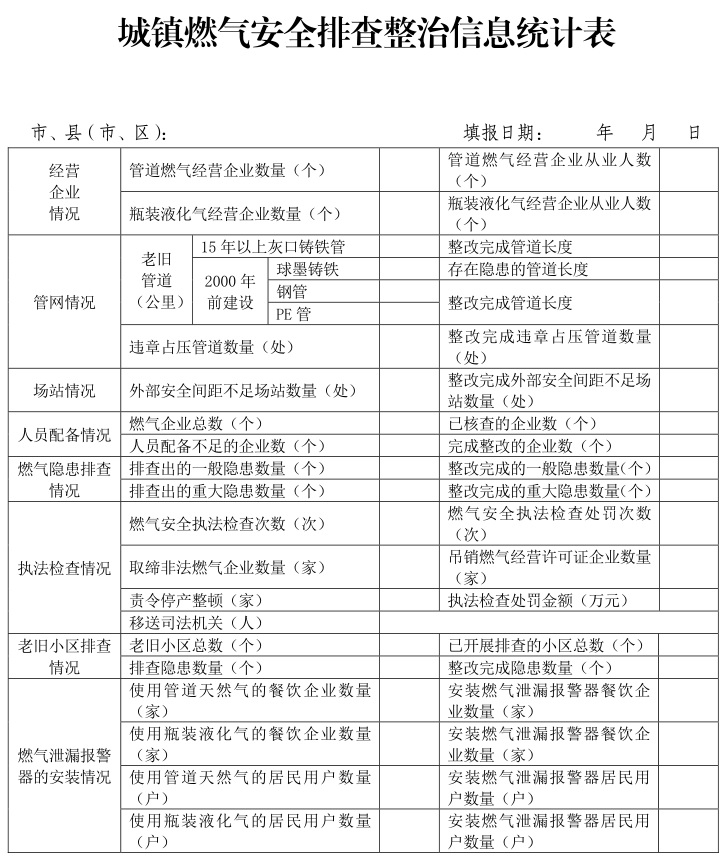 城镇燃气安全排查整治信息统计表
市、县(市、区): 填报日期: 年 月 日
经营
企业
情况
管道燃气经营企业数量（个）
管道燃气经营企业从业人数
（个）
瓶装液化气经营企业数量（个）
瓶装液化气经营企业从业人数
（个）
管网情况
老旧
管道
（公里）
15 年以上灰口铸铁管
整改完成管道长度
2000 年
前建设
球墨铸铁
存在隐患的管道长度
钢管
PE 管
整改完成管道长度
违章占压管道数量（处）
整改完成违章占压管道数量
（处）
场站情况
外部安全间距不足场站数量（处）
整改完成外部安全间距不足场
站数量（处）
人员配备情况
燃气企业总数（个）
已核查的企业数（个）
人员配备不足的企业数（个）
完成整改的企业数（个）
燃气隐患排查
情况
排查出的一般隐患数量（个）
整改完成的一般隐患数量（个）
排查出的重大隐患数量（个）
整改完成的重大隐患数量（个）
执法检查情况
燃气安全执法检查次数（次）
燃气安全执法检查处罚次数
（次）
取缔非法燃气企业数量（家）
吊销燃气经营许可证企业数量
（家）
责令停产整顿（家）
执法检查处罚金额（万元）
移送司法机关（人）
老旧小区排查
情况
老旧小区总数（个）
已开展排查的小区总数（个）
排查隐患数量（个）
整改完成隐患数量（个）
燃气泄漏报警
器的安装情况
使用管道天然气的餐饮企业数量
（家）
安装燃气泄漏报警器餐饮企
业数量（家）
使用瓶装液化气的餐饮企业数量
（家）
安装燃气泄漏报警器餐饮企
业数量（家）
使用管道天然气的居民用户数量
（户）
安装燃气泄漏报警器居民用
户数量（户）
使用瓶装液化气的居民用户数量
（户）
安装燃气泄漏报警器居民用
户数量（户）